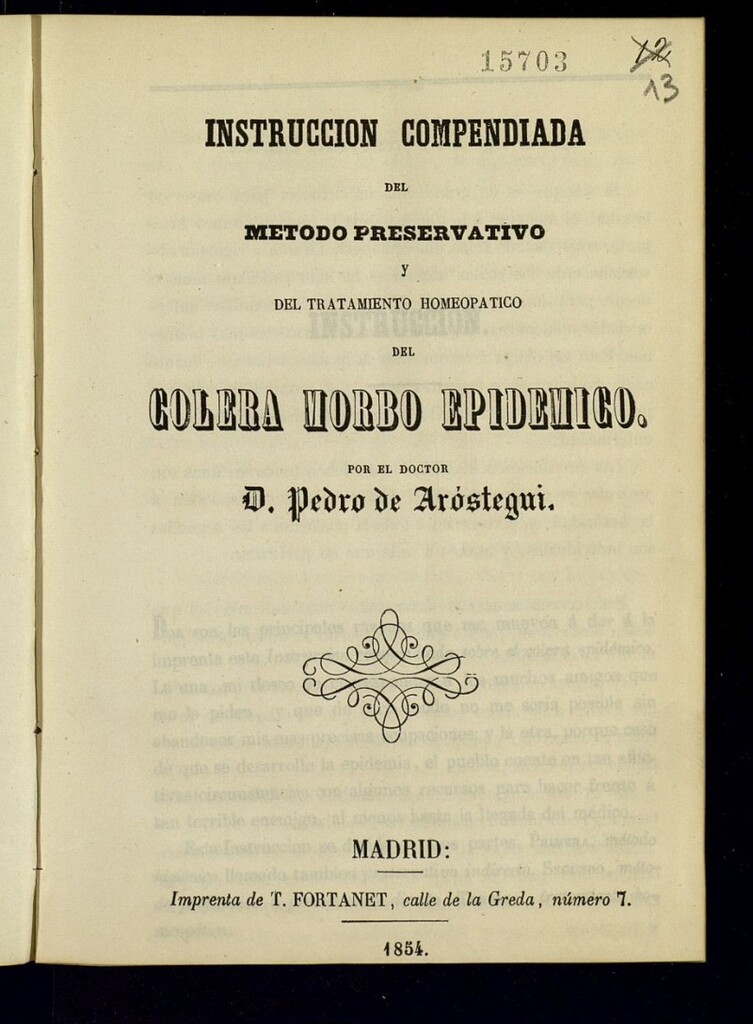 15703
12
13
INSTRUCCION COMPENDIADA
DEL
METODO PRESERVATIVO
Y
DEL TRATAMIENTO HOMEOPATICO
DEL
COLERA MORBO EPIDEMICO.
POR EL DOCTOR
D. Pedro de Aróstegui.
MADRID:
Imprenta de T. FORTANET, calle de la Greda, número 7.
1854.